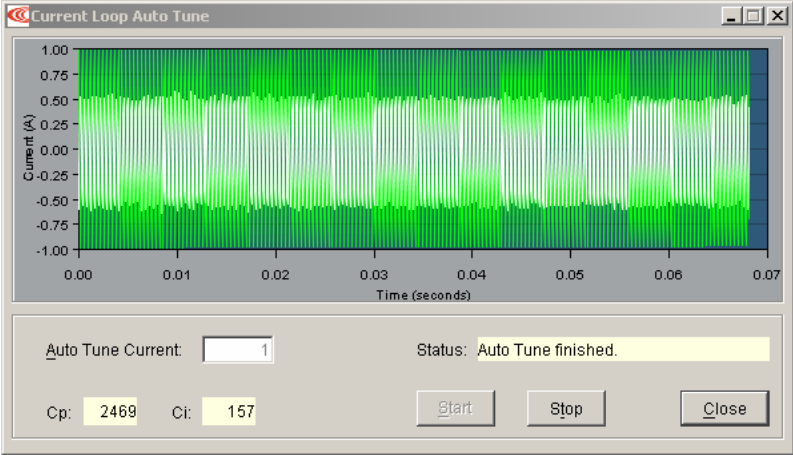 Current Loop Auto Tune
1.00
0.75
0.50
0.25
0.00
-0.25
-0.50
-0.75
-1.00
Current (A)
0.00 0.01 0.02 0.03 0.04 0.05 0.06 0.07
Time (seconds)
Auto Tune Current: 1 Status: Auto Tune finished.
Cp: 2469 Ci: 157 Start Stop Close